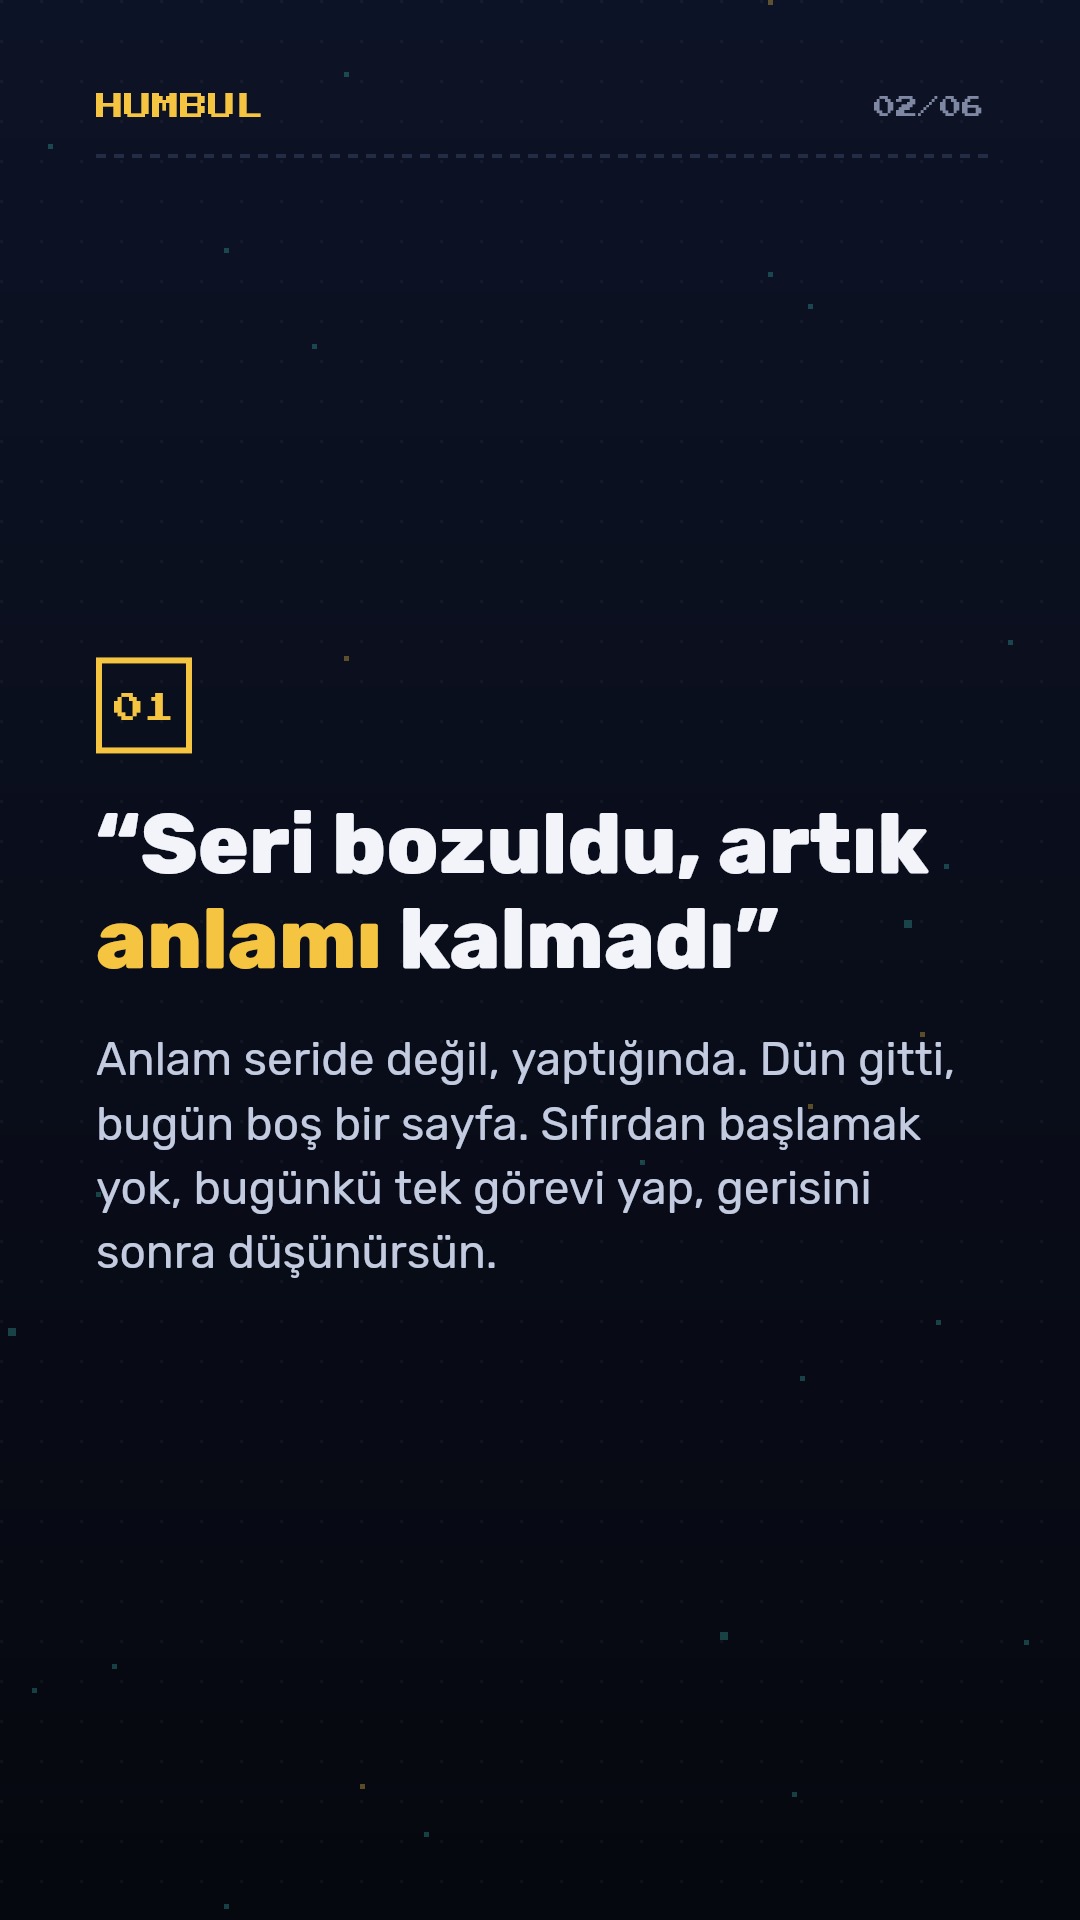 HUMBUL
02/06
01
“Seri bozuldu, artık
anlamı kalmadı”
Anlam seride değil, yaptığında. Dün gitti,
bugün boş bir sayfa. Sıfırdan başlamak
yok, bugünkü tek görevi yap, gerisini
sonra düşünürsün.